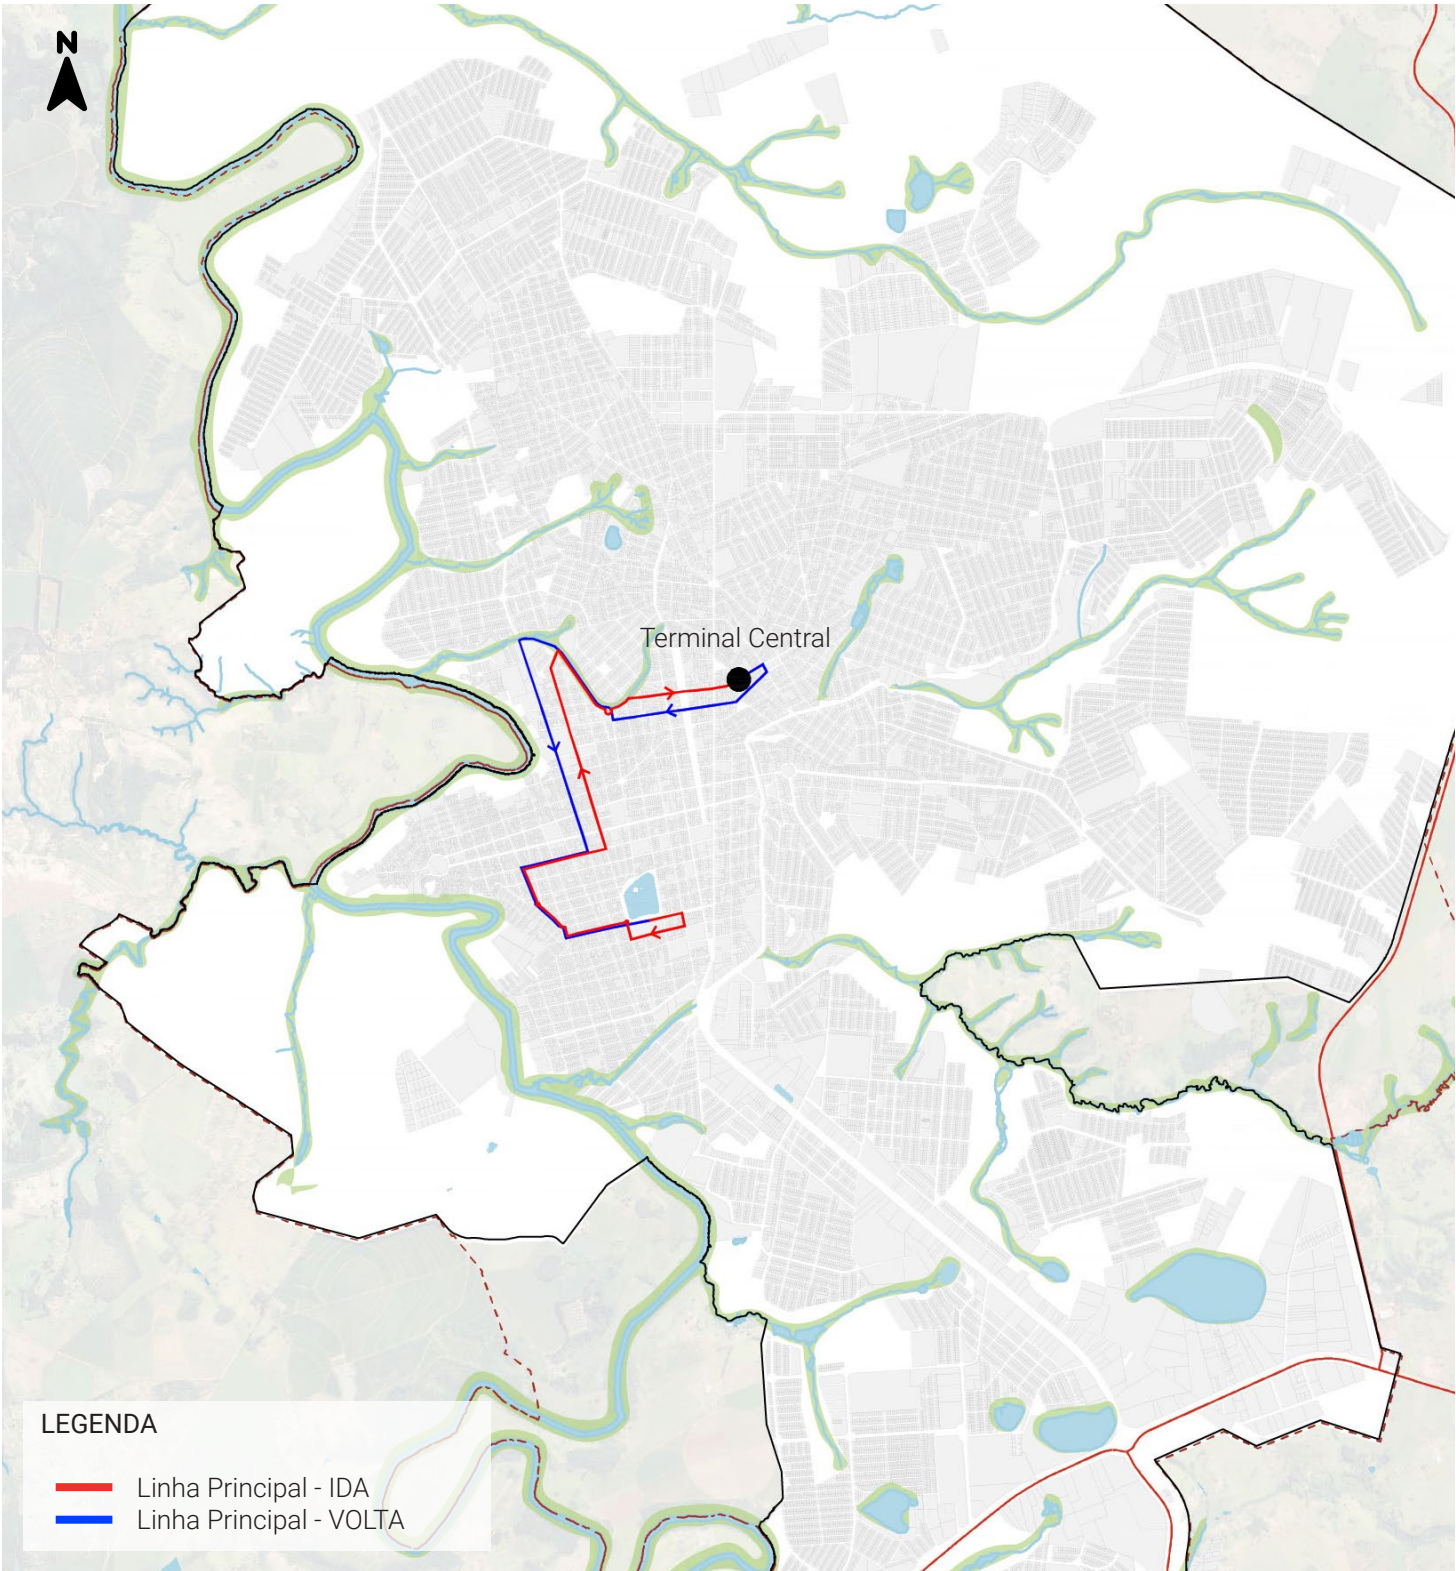 N
Terminal Central
LEGENDA
Linha Principal - IDA
Linha Principal - VOLTA